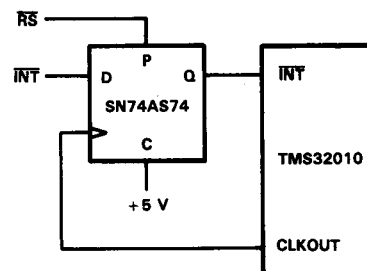 RS
INT
D
P
Q
SN74AS74
C
+5 V
INT
TMS32010
CLKOUT